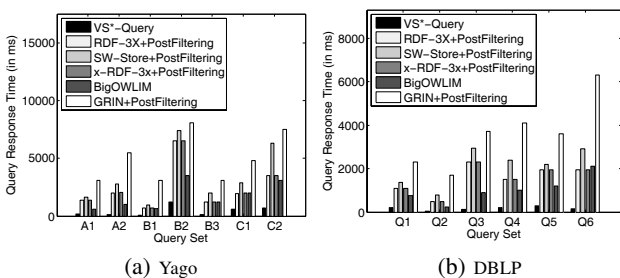 15000
10000
5000
0
Query Response Time (in ms)
VS*-Query
RDF-3X+PostFiltering
SW-Store+PostFiltering
x-RDF-3x+PostFiltering
BigOWLIM
GRIN+PostFiltering
A1 A2 B1 B2 B3 C1 C2
Query Set
(a) Yago
8000
6000
4000
2000
0
Query Response Time (in ms)
VS*-Query
RDF-3X+PostFiltering
SW-Store+PostFiltering
x-RDF-3x+PostFiltering
BigOWLIM
GRIN+PostFiltering
Q1 Q2 Q3 Q4 Q5 Q6
Query Set
(b) DBLP